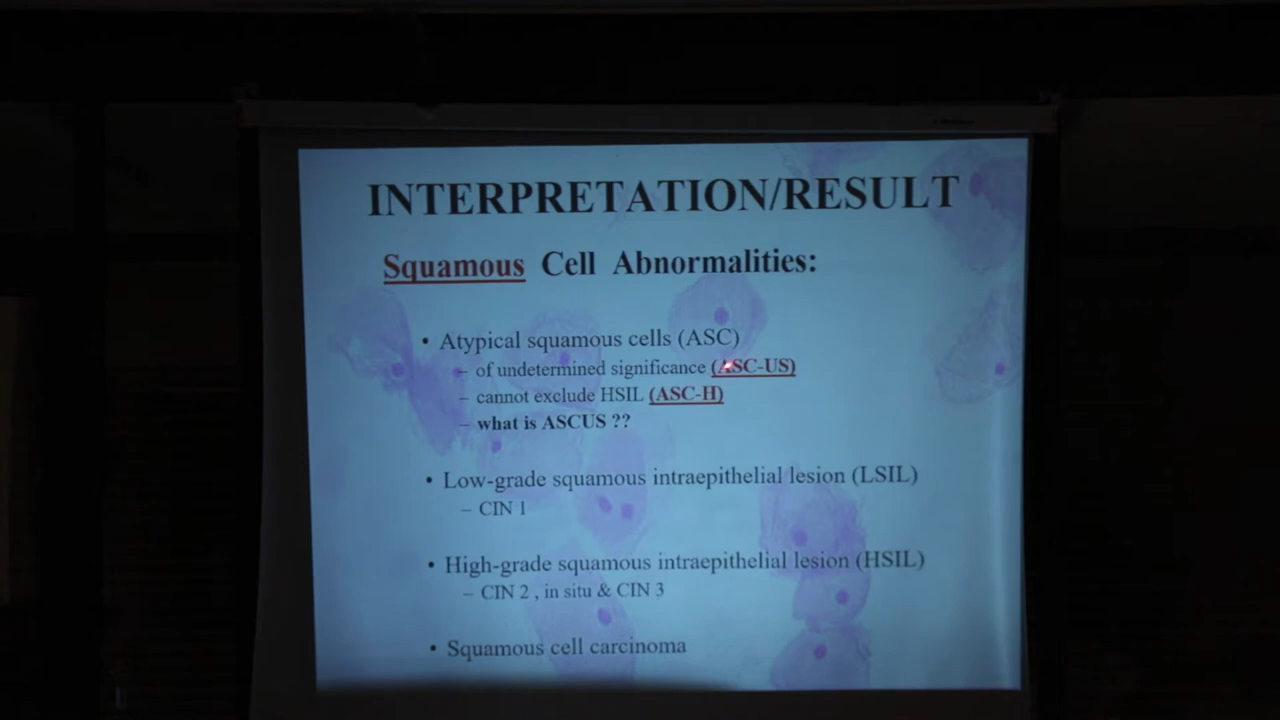 INTERPRETATION/RESULT
Squamous Cell Abnormalities:
• Atypical squamous cells (ASC)
– of undetermined significance (ASC-US)
– cannot exclude HSIL (ASC-H)
– what is ASCUS ??
• Low-grade squamous intraepithelial lesion (LSIL)
– CIN 1
• High-grade squamous intraepithelial lesion (HSIL)
– CIN 2 , in situ & CIN 3
• Squamous cell carcinoma